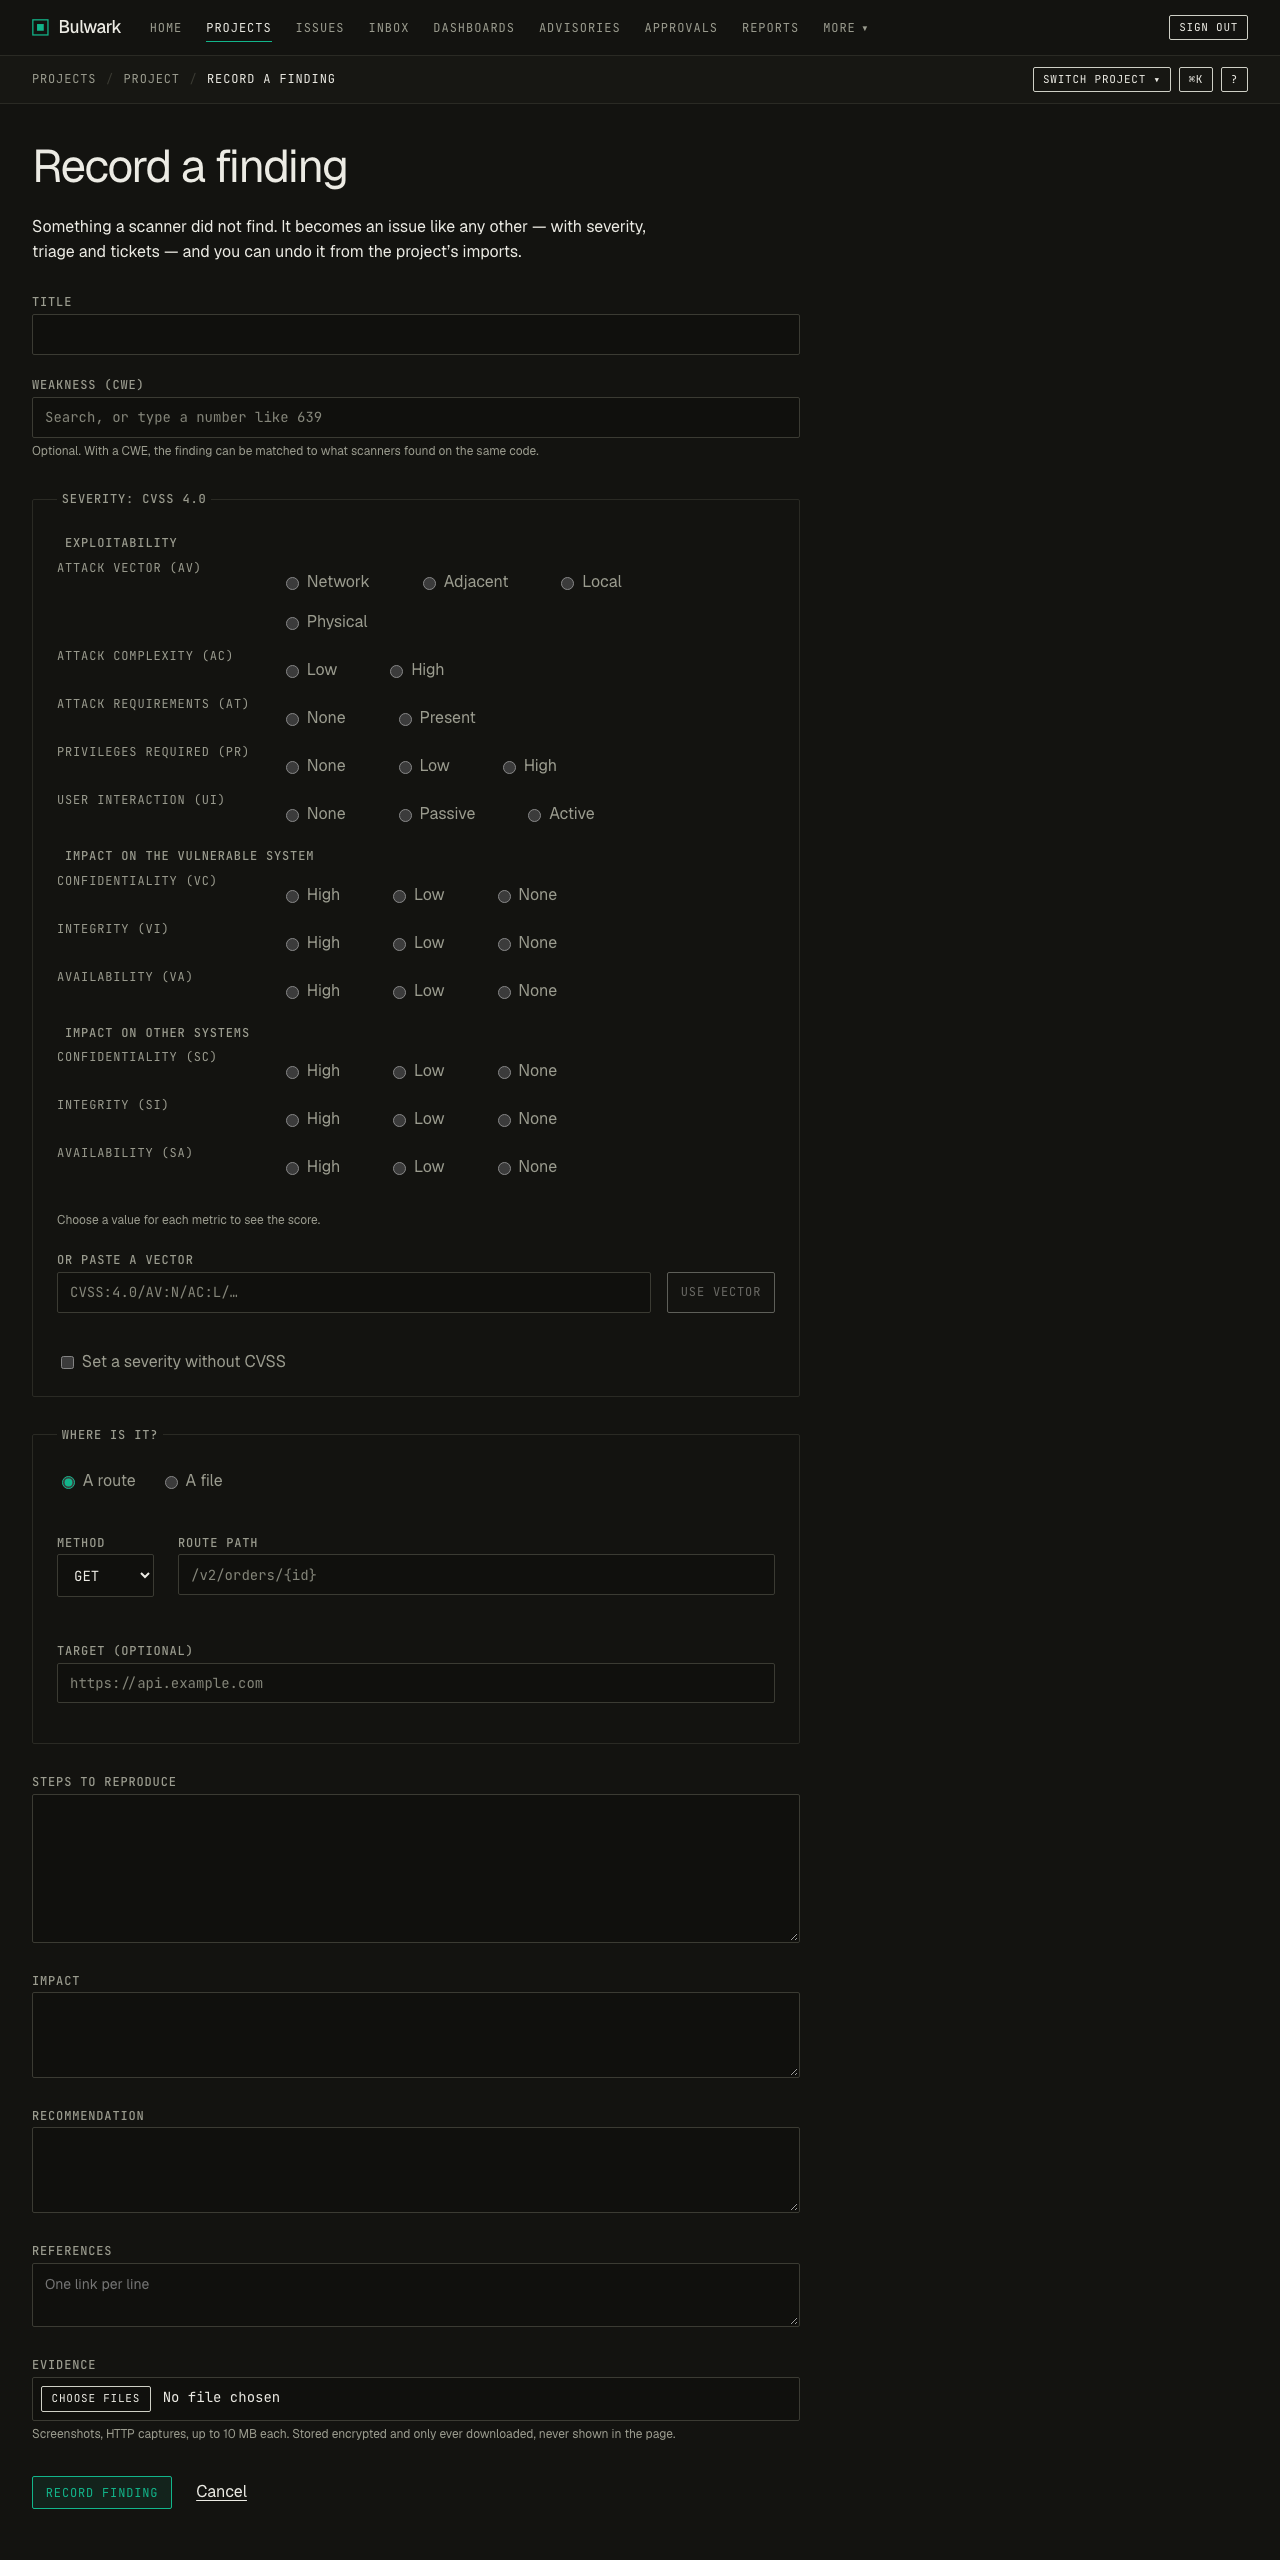 Bulwark HOME PROJECTS ISSUES INBOX DASHBOARDS ADVISORIES APPROVALS REPORTS MORE ▾ SIGN OUT
PROJECTS / PROJECT / RECORD A FINDING SWITCH PROJECT ▾ ⌘K ?
Record a finding
Something a scanner did not find. It becomes an issue like any other — with severity,
triage and tickets — and you can undo it from the project’s imports.
TITLE
WEAKNESS (CWE)
Search, or type a number like 639
Optional. With a CWE, the finding can be matched to what scanners found on the same code.
SEVERITY: CVSS 4.0
EXPLOITABILITY
ATTACK VECTOR (AV)
Network Adjacent Local
Physical
ATTACK COMPLEXITY (AC)
Low High
ATTACK REQUIREMENTS (AT)
None Present
PRIVILEGES REQUIRED (PR)
None Low High
USER INTERACTION (UI)
None Passive Active
IMPACT ON THE VULNERABLE SYSTEM
CONFIDENTIALITY (VC)
High Low None
INTEGRITY (VI)
High Low None
AVAILABILITY (VA)
High Low None
IMPACT ON OTHER SYSTEMS
CONFIDENTIALITY (SC)
High Low None
INTEGRITY (SI)
High Low None
AVAILABILITY (SA)
High Low None
Choose a value for each metric to see the score.
OR PASTE A VECTOR
CVSS:4.0/AV:N/AC:L/… USE VECTOR
Set a severity without CVSS
WHERE IS IT?
A route A file
METHOD ROUTE PATH
GET /v2/orders/{id}
TARGET (OPTIONAL)
https://api.example.com
STEPS TO REPRODUCE
IMPACT
RECOMMENDATION
REFERENCES
One link per line
EVIDENCE
CHOOSE FILES No file chosen
Screenshots, HTTP captures, up to 10 MB each. Stored encrypted and only ever downloaded, never shown in the page.
RECORD FINDING Cancel